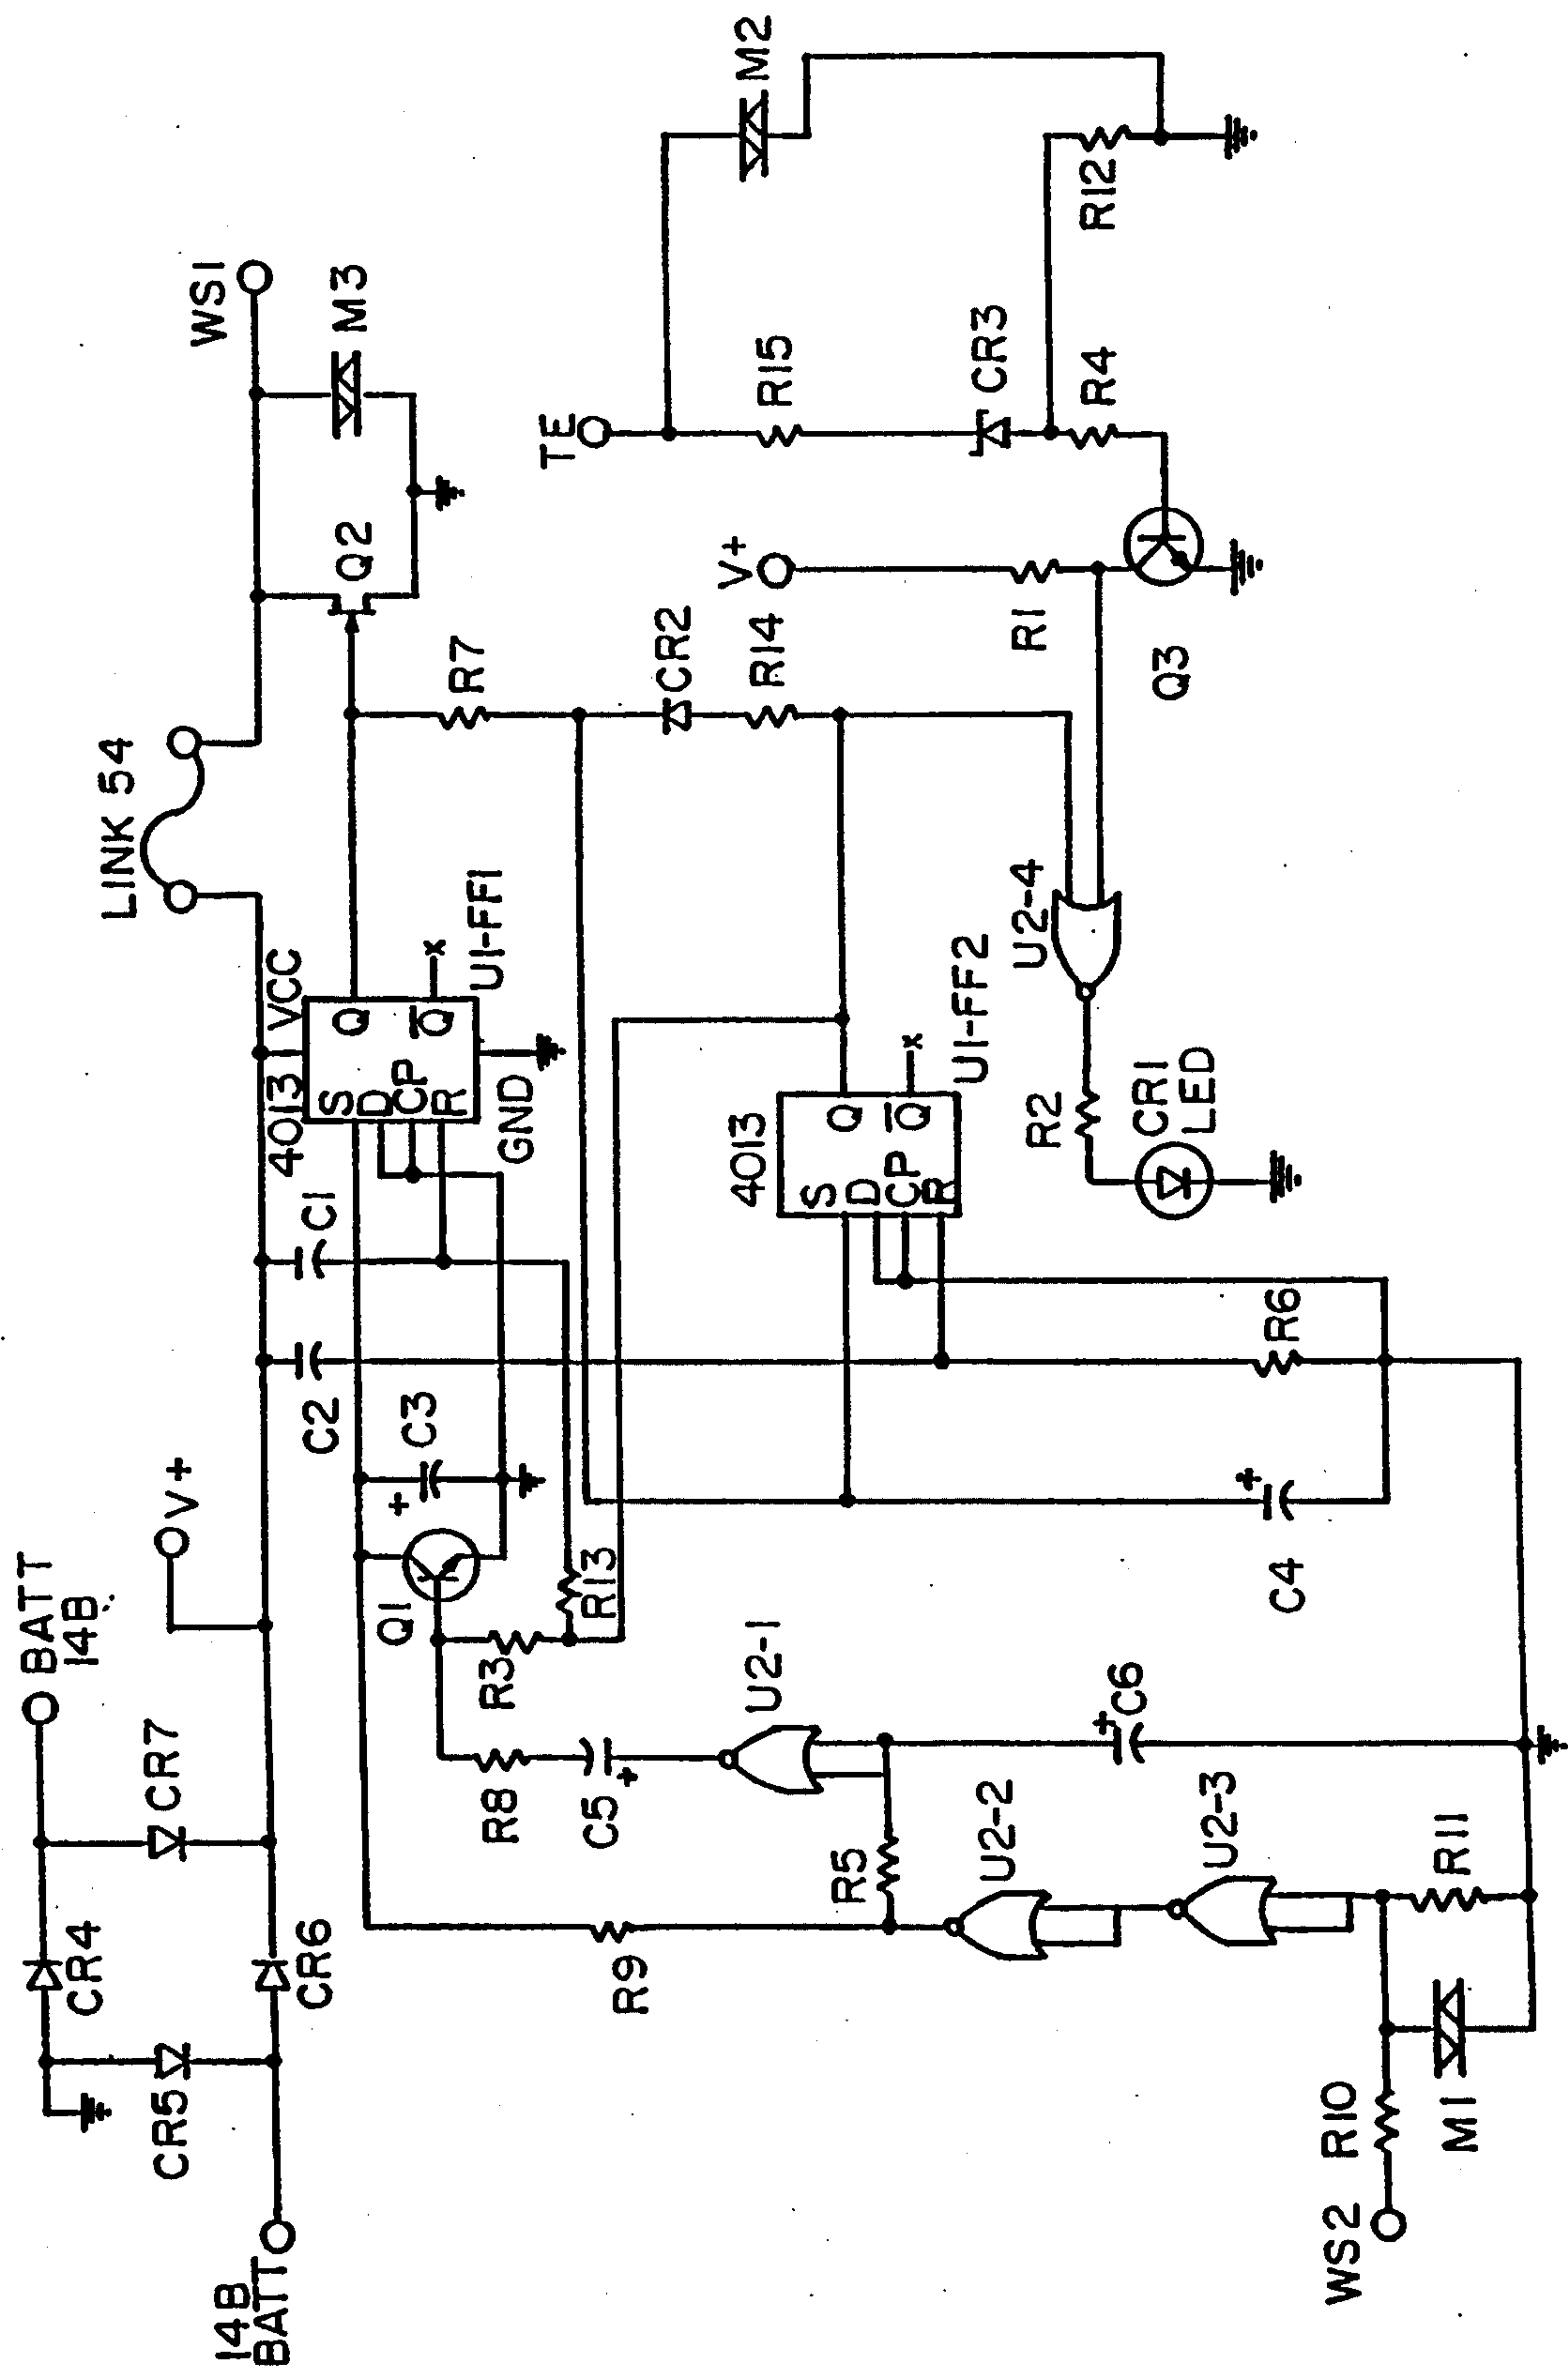 14B
BATT
CR5
CR4
CR6
CR7
BATT
14B
V+
C2
C1
4013
VCC
LINK 54
WS1
M3
Q2
S
D
CP
R
Q
Q̅
x
U1-FF1
GND
+
C3
Q1
R3
R13
R8
C5
+
U2-1
R9
R5
U2-2
U2-3
C6
+
WS2
R10
M1
R11
C4
+
R6
4013
S
D
CP
R
Q
Q̅
x
U1-FF2
R7
CR2
R14
V+
R1
Q3
U2-4
R2
CR1
LED
TE
R15
CR3
R4
R12
M2